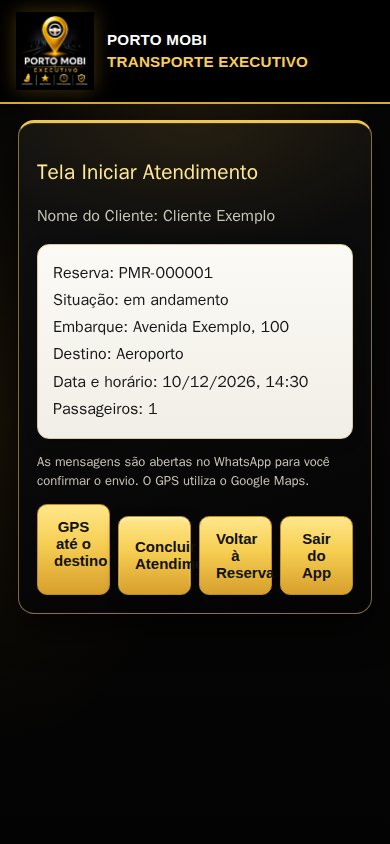 PORTO MOBI
EXECUTIVO
PORTO MOBI
TRANSPORTE EXECUTIVO
Tela Iniciar Atendimento
Nome do Cliente: Cliente Exemplo
Reserva: PMR-000001
Situação: em andamento
Embarque: Avenida Exemplo, 100
Destino: Aeroporto
Data e horário: 10/12/2026, 14:30
Passageiros: 1
As mensagens são abertas no WhatsApp para você
confirmar o envio. O GPS utiliza o Google Maps.
GPS
até o
destino
Conclui
Atendim
Voltar
à
Reserva
Sair
do
App